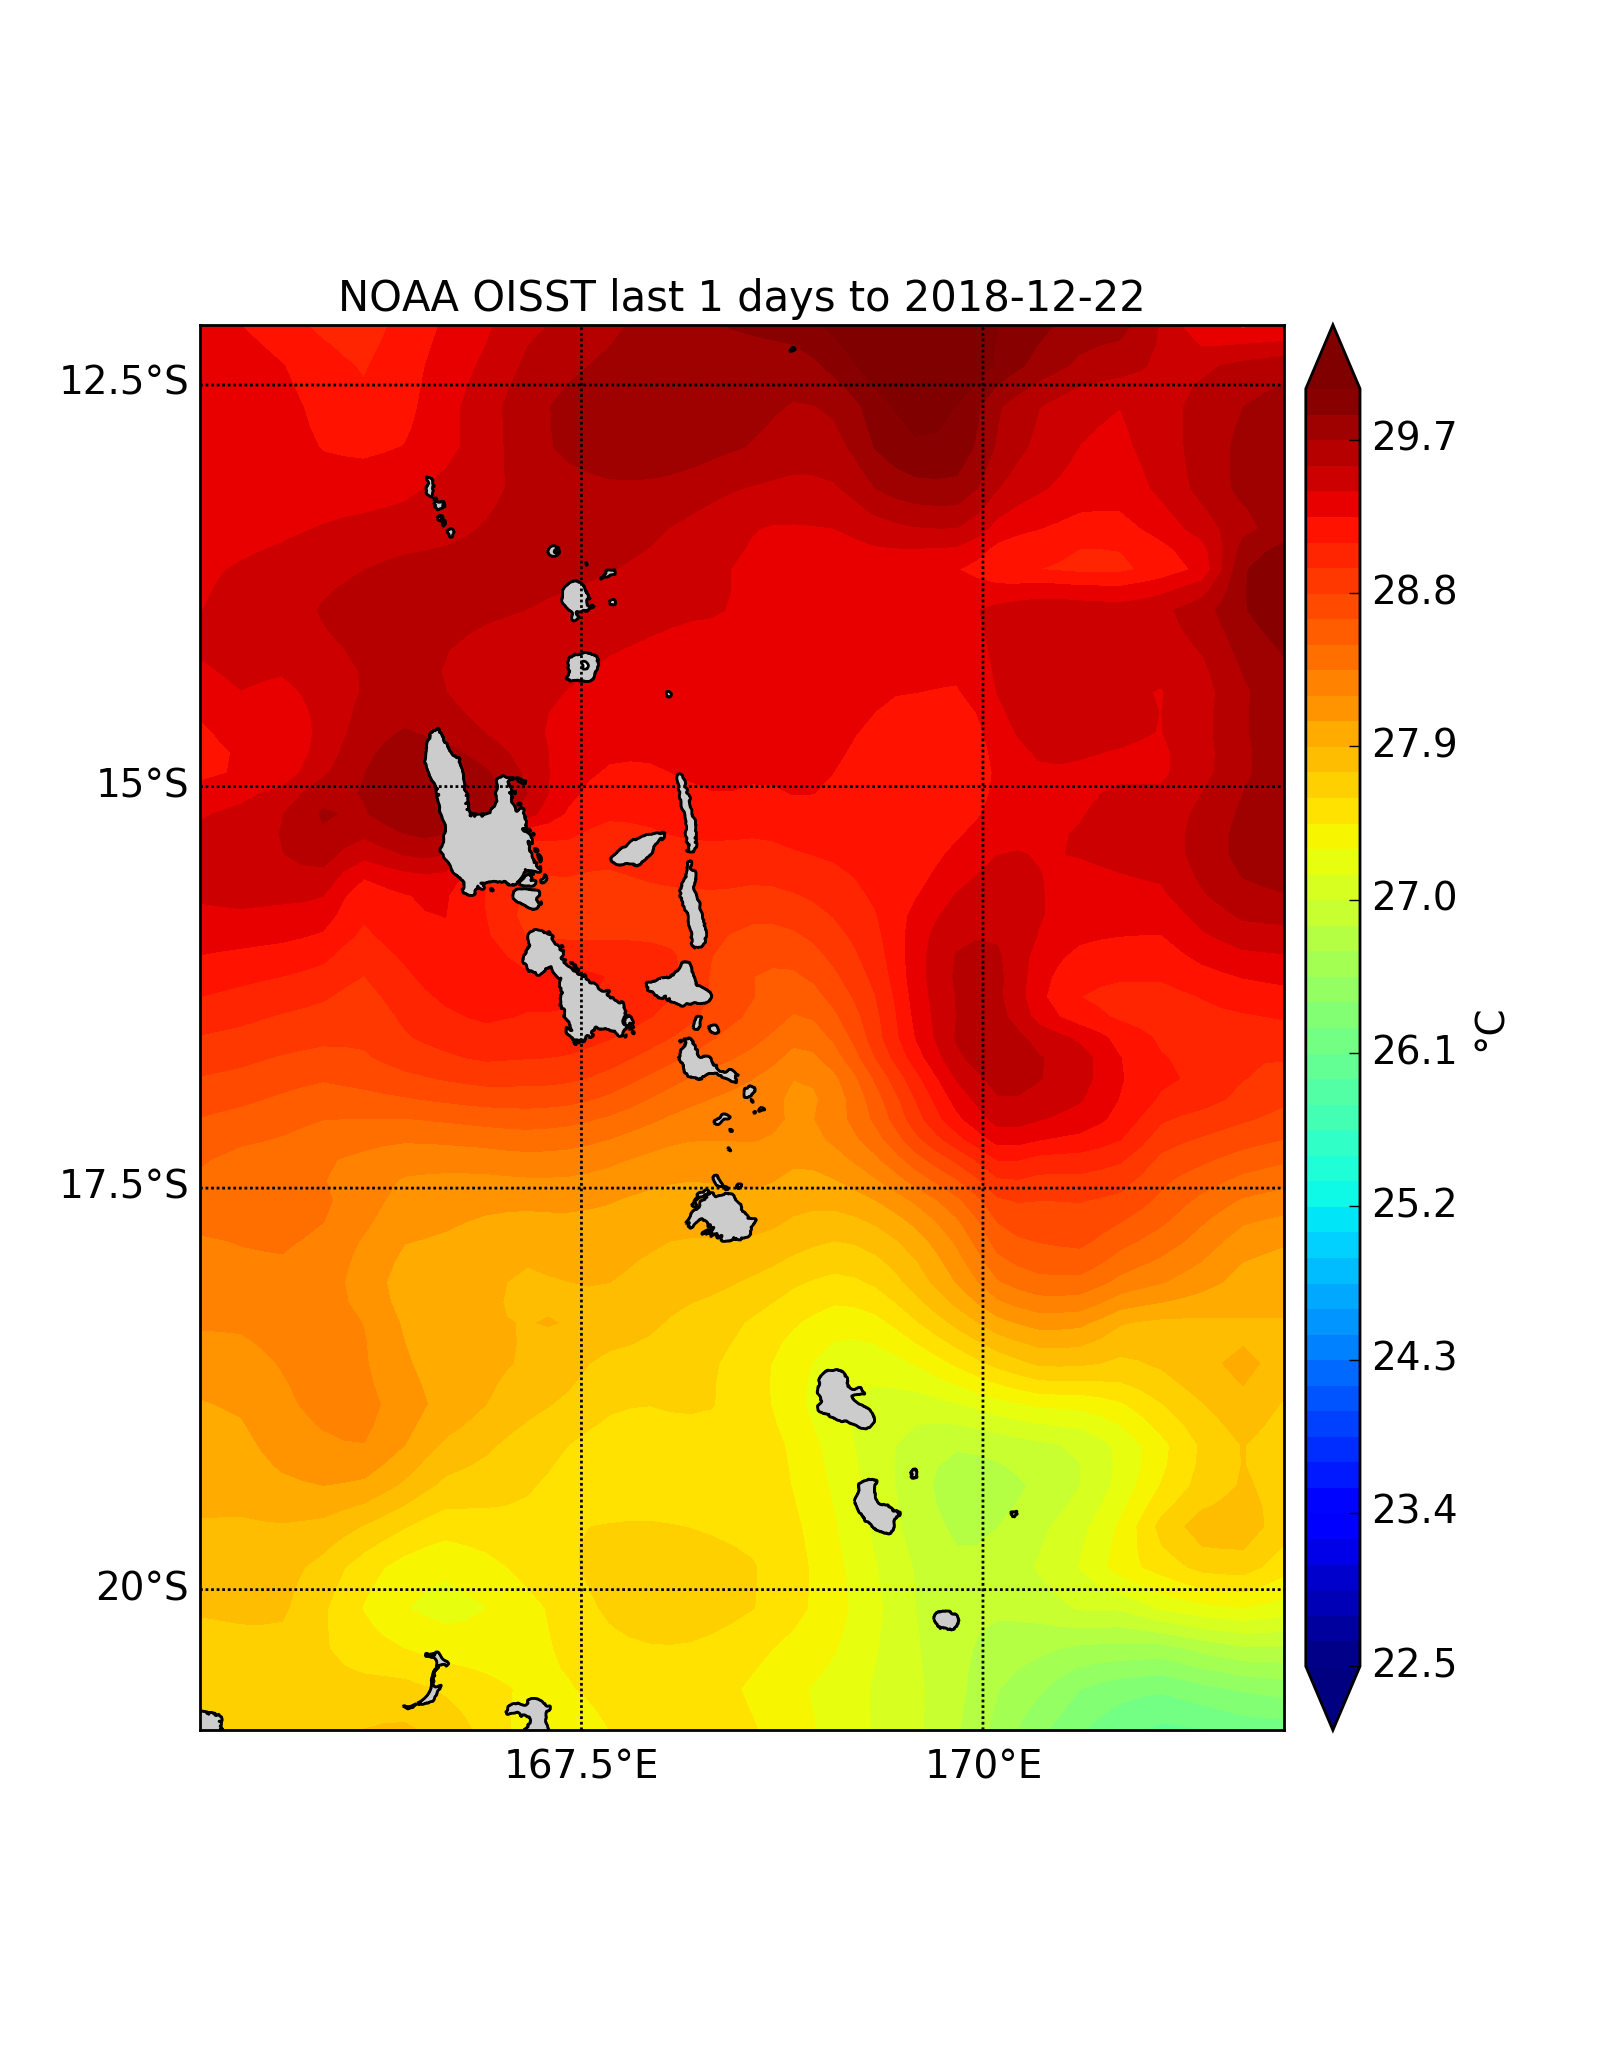 NOAA OISST last 1 days to 2018-12-22
12.5°S
15°S
17.5°S
20°S
167.5°E
170°E
29.7
28.8
27.9
27.0
26.1
25.2
24.3
23.4
22.5
°C